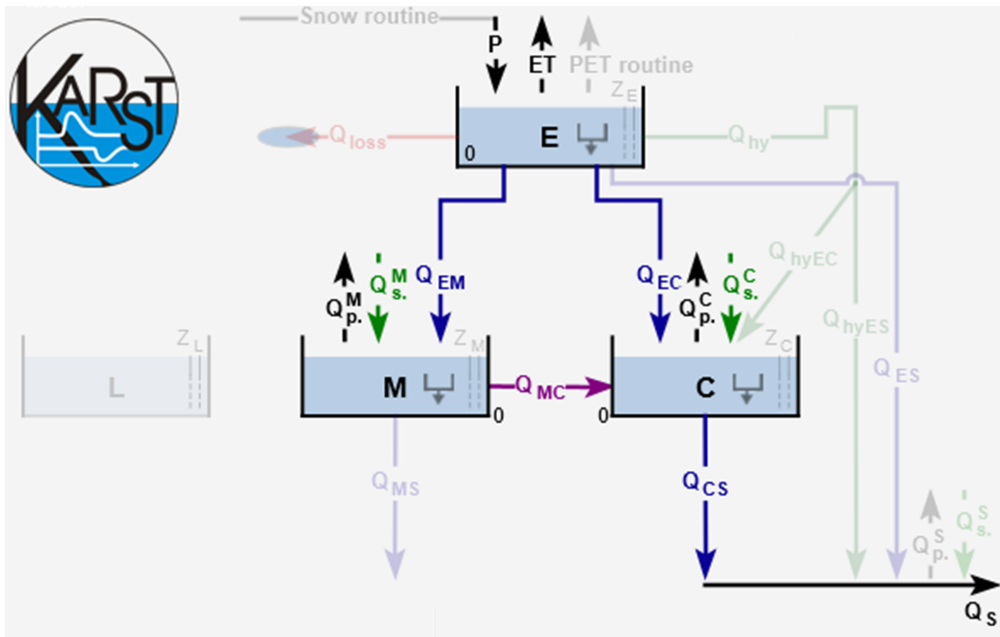 Snow routine
P
ET
PET routine
KARST
Z E
Q loss
0
E
Q hy
Q M p.
Q M s.
Q EM
Q EC
Q C p.
Q C s.
Q hyEC
Q hyES
Q ES
Z L
L
Z M
M
0
Q MC
0
Z C
C
Q MS
Q CS
Q S p.
Q S s.
Q S